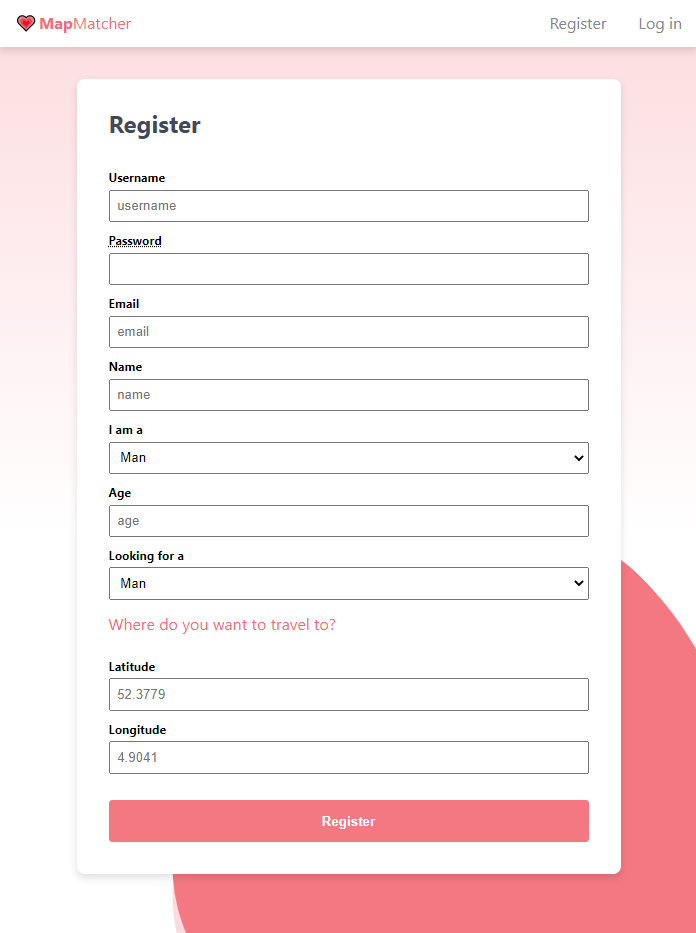 MapMatcher Register Log in
Register
Username
username
Password
Email
email
Name
name
I am a
Man
Age
age
Looking for a
Man
Where do you want to travel to?
Latitude
52.3779
Longitude
4.9041
Register